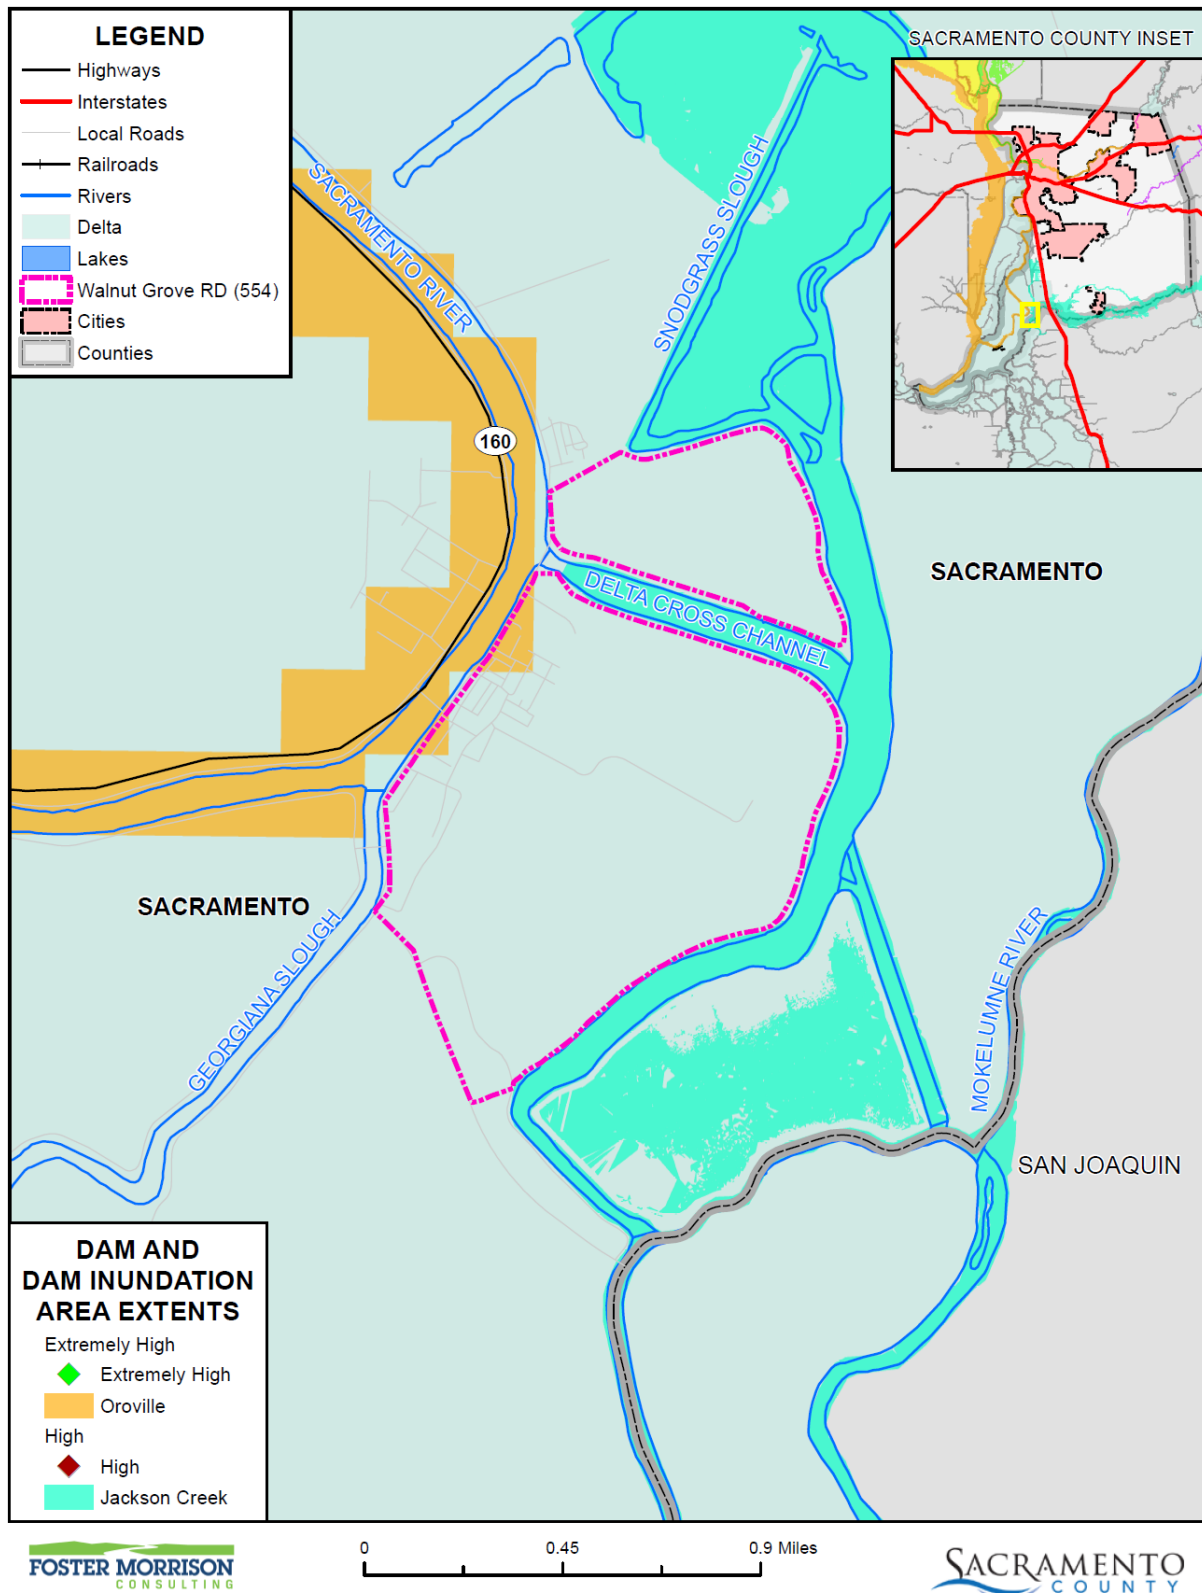 LEGEND
Highways
Interstates
Local Roads
Railroads
Rivers
Delta
Lakes
Walnut Grove RD (554)
Cities
Counties
SACRAMENTO COUNTY INSET
SACRAMENTO RIVER
SNODGRASS SLOUGH
160
DELTA CROSS CHANNEL
SACRAMENTO
SACRAMENTO
GEORGIANA SLOUGH
MOKELUMNE RIVER
SAN JOAQUIN
DAM AND
DAM INUNDATION
AREA EXTENTS
Extremely High
Extremely High
Oroville
High
High
Jackson Creek
FOSTER MORRISON
CONSULTING
0 0.45 0.9 Miles
SACRAMENTO
COUNTY